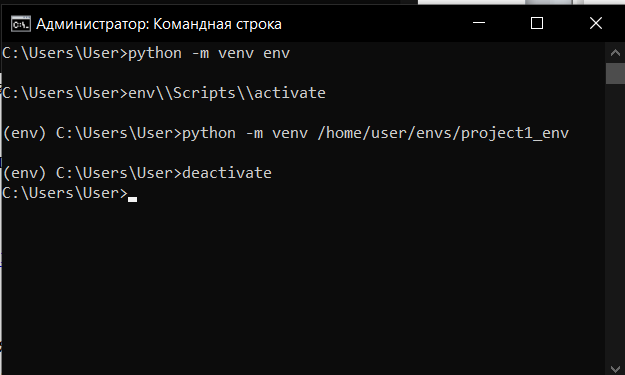 Администратор: Командная строка
C:\Users\User>python -m venv env
C:\Users\User>env\\Scripts\\activate
(env) C:\Users\User>python -m venv /home/user/envs/project1_env
(env) C:\Users\User>deactivate
C:\Users\User>